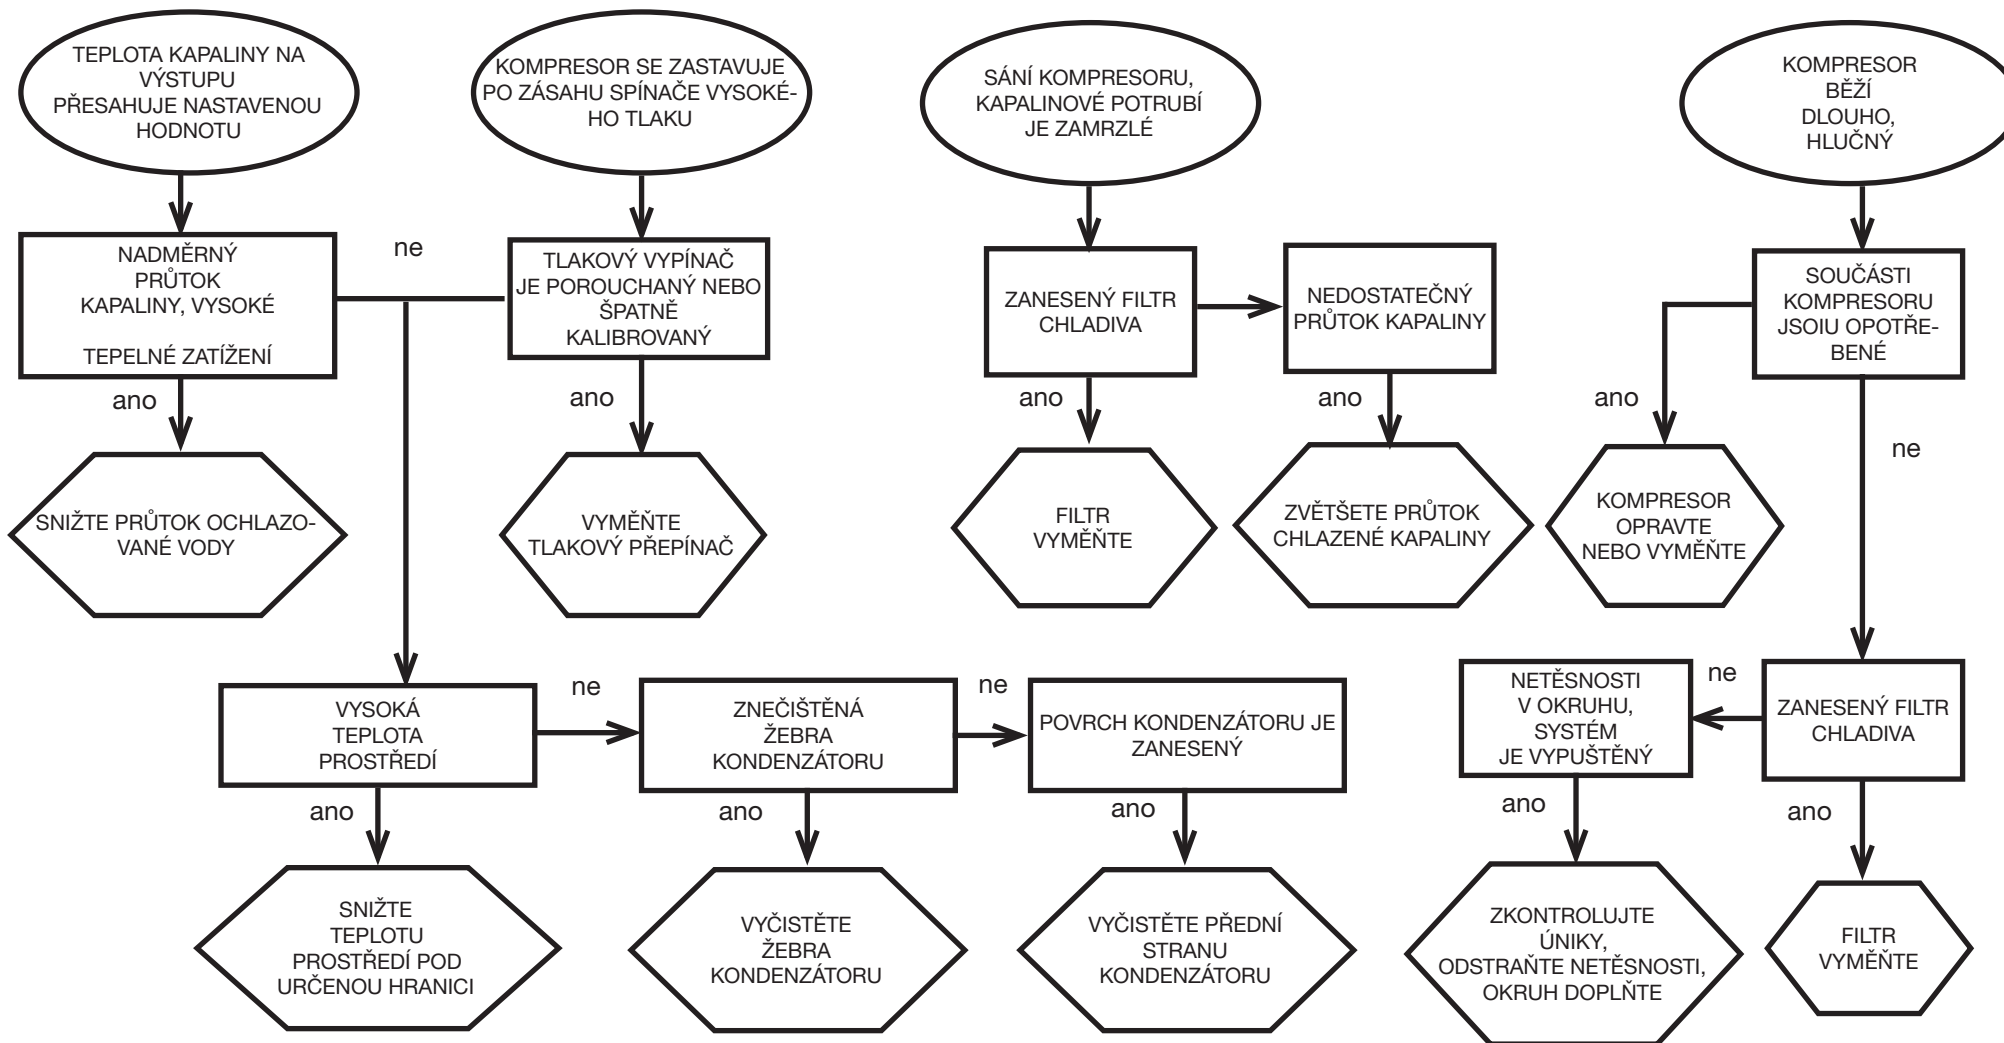 TEPLOTA KAPALINY NA
VÝSTUPU
PŘESAHUJE NASTAVENOU
HODNOTU
KOMPRESOR SE ZASTAVUJE
PO ZÁSAHU SPÍNAČE VYSOKÉ-
HO TLAKU
SÁNÍ KOMPRESORU,
KAPALINOVÉ POTRUBÍ
JE ZAMRZLÉ
KOMPRESOR
BĚŽÍ
DLOUHO,
HLUČNÝ
NADMĚRNÝ
PRŮTOK
KAPALINY, VYSOKÉ
TEPELNÉ ZATÍŽENÍ
ne
TLAKOVÝ VYPÍNAČ
JE POROUCHANÝ NEBO
ŠPATNĚ
KALIBROVANÝ
ZANESENÝ FILTR
CHLADIVA
NEDOSTATEČNÝ
PRŮTOK KAPALINY
SOUČÁSTI
KOMPRESORU
JSOIU OPOTŘE-
BENÉ
ano
ano
ano
ano
ano
ne
SNIŽTE PRŮTOK OCHLAZO-
VANÉ VODY
VYMĚŇTE
TLAKOVÝ PŘEPÍNAČ
FILTR
VYMĚŇTE
ZVĚTŠETE PRŮTOK
CHLAZENÉ KAPALINY
KOMPRESOR
OPRAVTE
NEBO VYMĚŇTE
VYSOKÁ
TEPLOTA
PROSTŘEDÍ
ne
ZNEČIŠTĚNÁ
ŽEBRA
KONDENZÁTORU
ne
POVRCH KONDENZÁTORU JE
ZANESENÝ
NETĚSNOSTI
V OKRUHU,
SYSTÉM
JE VYPUŠTĚNÝ
ne
ZANESENÝ FILTR
CHLADIVA
ano
ano
ano
ano
ano
SNIŽTE
TEPLOTU
PROSTŘEDÍ POD
URČENOU HRANICI
VYČISTĚTE
ŽEBRA
KONDENZÁTORU
VYČISTĚTE PŘEDNÍ
STRANU
KONDENZÁTORU
ZKONTROLUJTE
ÚNIKY,
ODSTRAŇTE NETĚSNOSTI,
OKRUH DOPLŇTE
FILTR
VYMĚŇTE